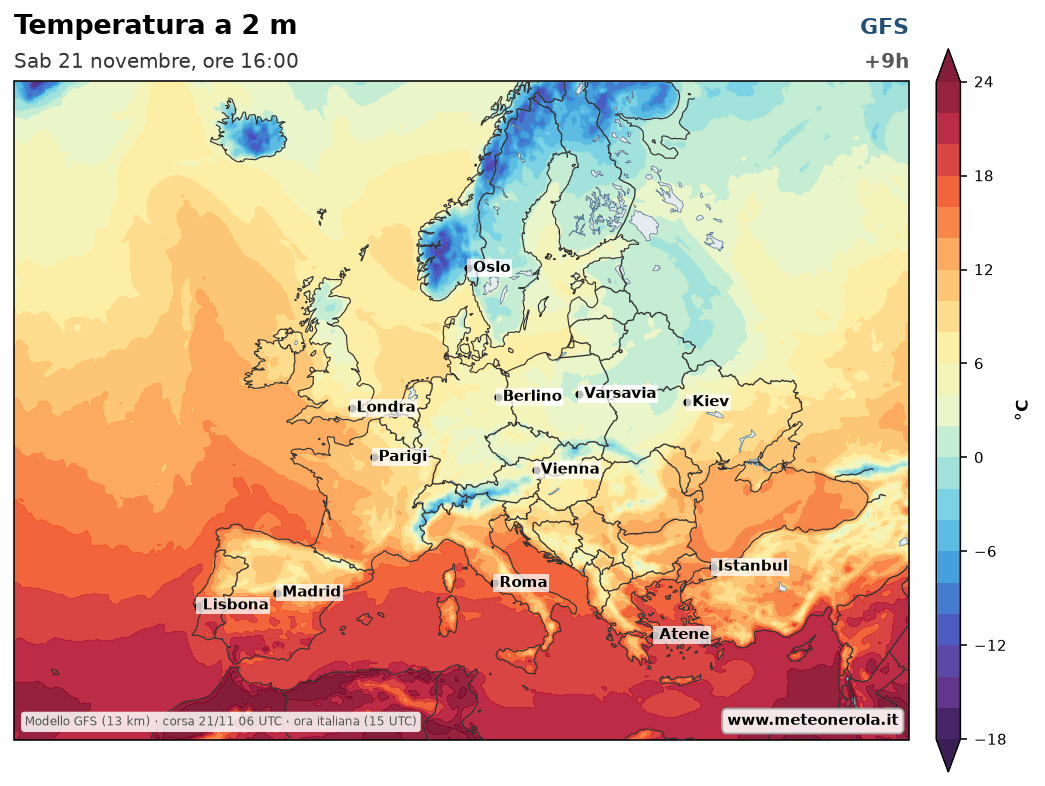 Temperatura a 2 m
GFS
Sab 21 novembre, ore 16:00
+9h
24
18
12
6
0
−6
−12
−18
°C
Oslo
Londra
Berlino
Varsavia
Kiev
Parigi
Vienna
Istanbul
Madrid
Roma
Lisbona
Atene
Modello GFS (13 km) · corsa 21/11 06 UTC · ora italiana (15 UTC)
www.meteonerola.it